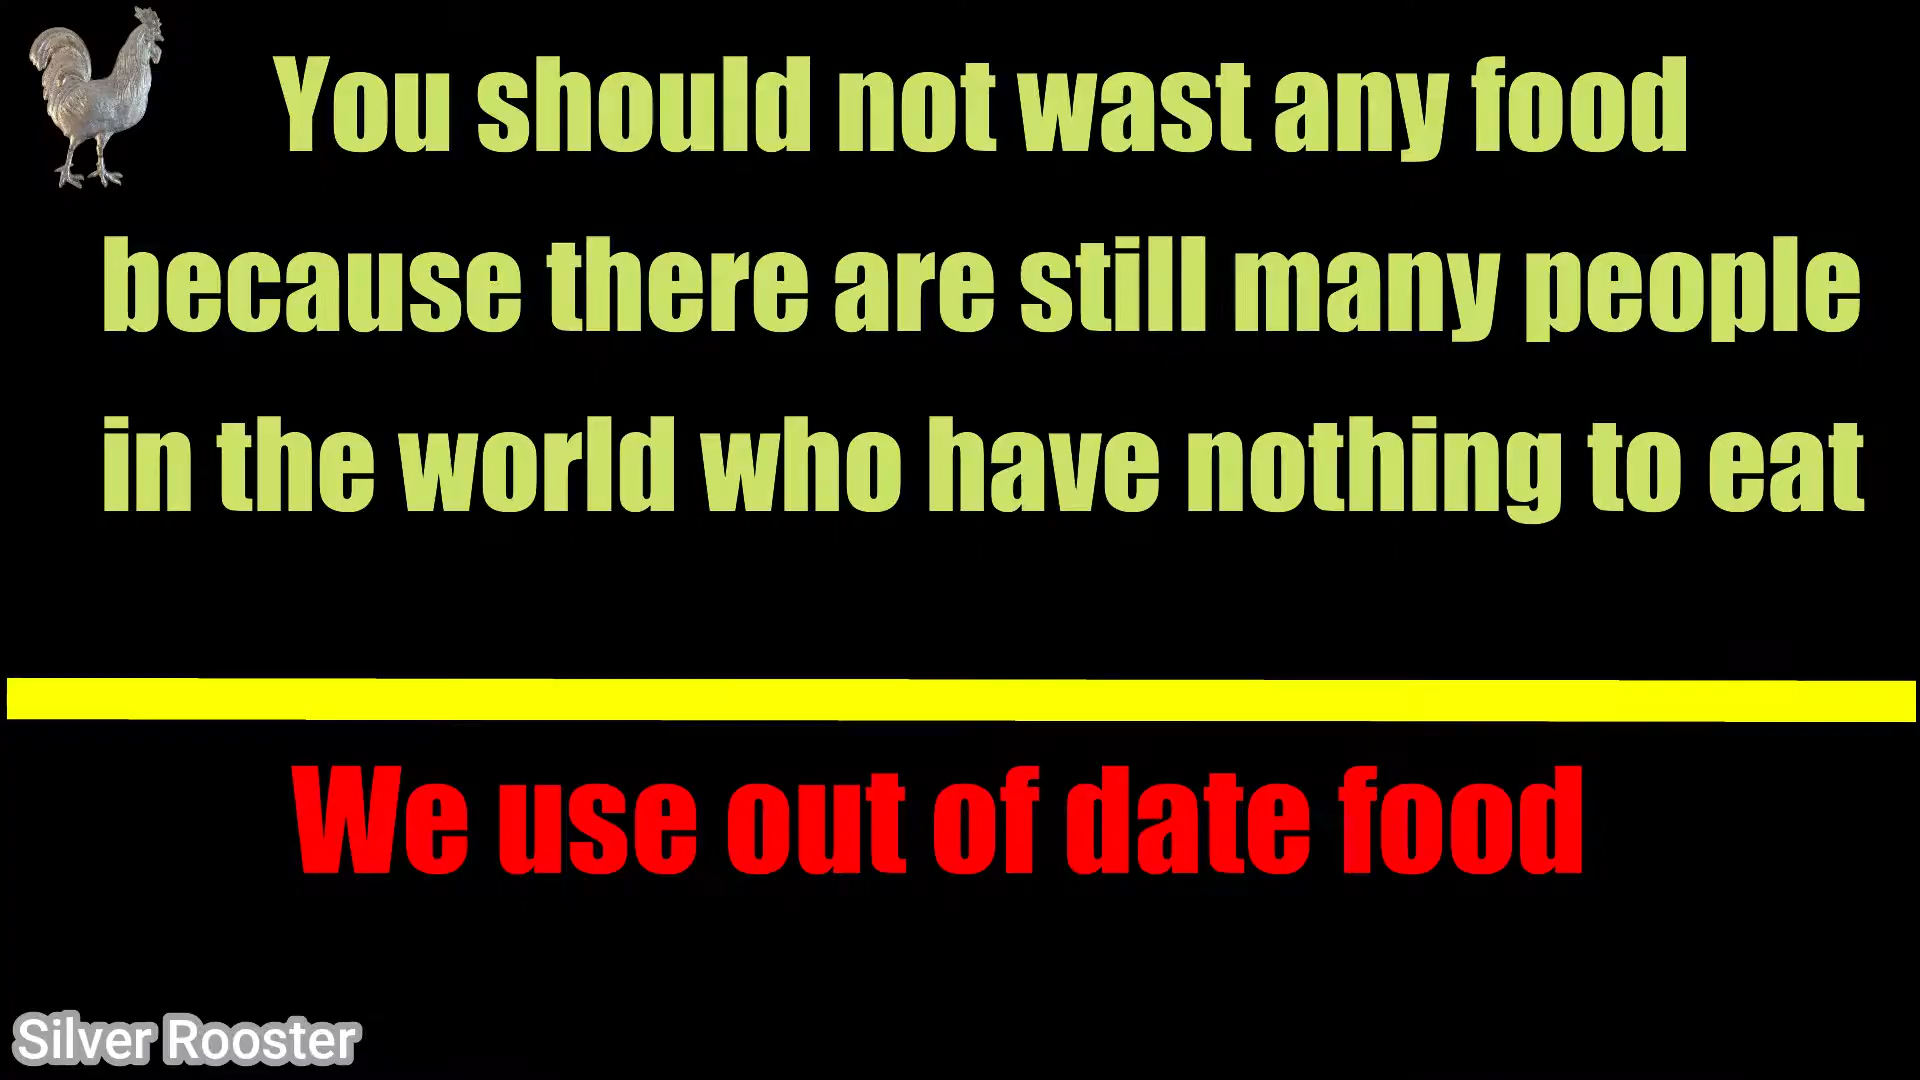 You should not wast any food
because there are still many people
in the world who have nothing to eat
We use out of date food
Silver Rooster